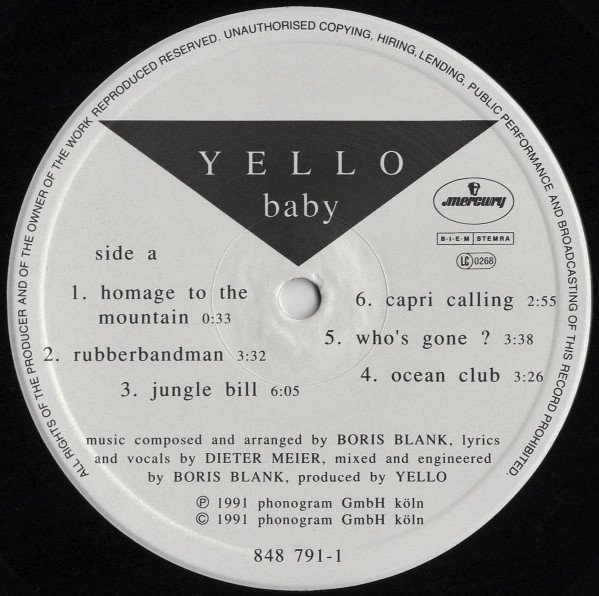 ALL RIGHTS OF THE PRODUCER AND OF THE OWNER OF THE WORK REPRODUCED RESERVED. UNAUTHORISED COPYING, HIRING, LENDING, PUBLIC PERFORMANCE AND BROADCASTING OF THIS RECORD PROHIBITED.
YELLO
baby
mercury
B·I·E·M STEMRA
LC 0268
side a
1. homage to the
mountain 0:33
2. rubberbandman 3:32
3. jungle bill 6:05
6. capri calling 2:55
5. who's gone ? 3:38
4. ocean club 3:26
music composed and arranged by BORIS BLANK, lyrics
and vocals by DIETER MEIER, mixed and engineered
by BORIS BLANK, produced by YELLO
℗ 1991 phonogram GmbH köln
© 1991 phonogram GmbH köln
848 791-1